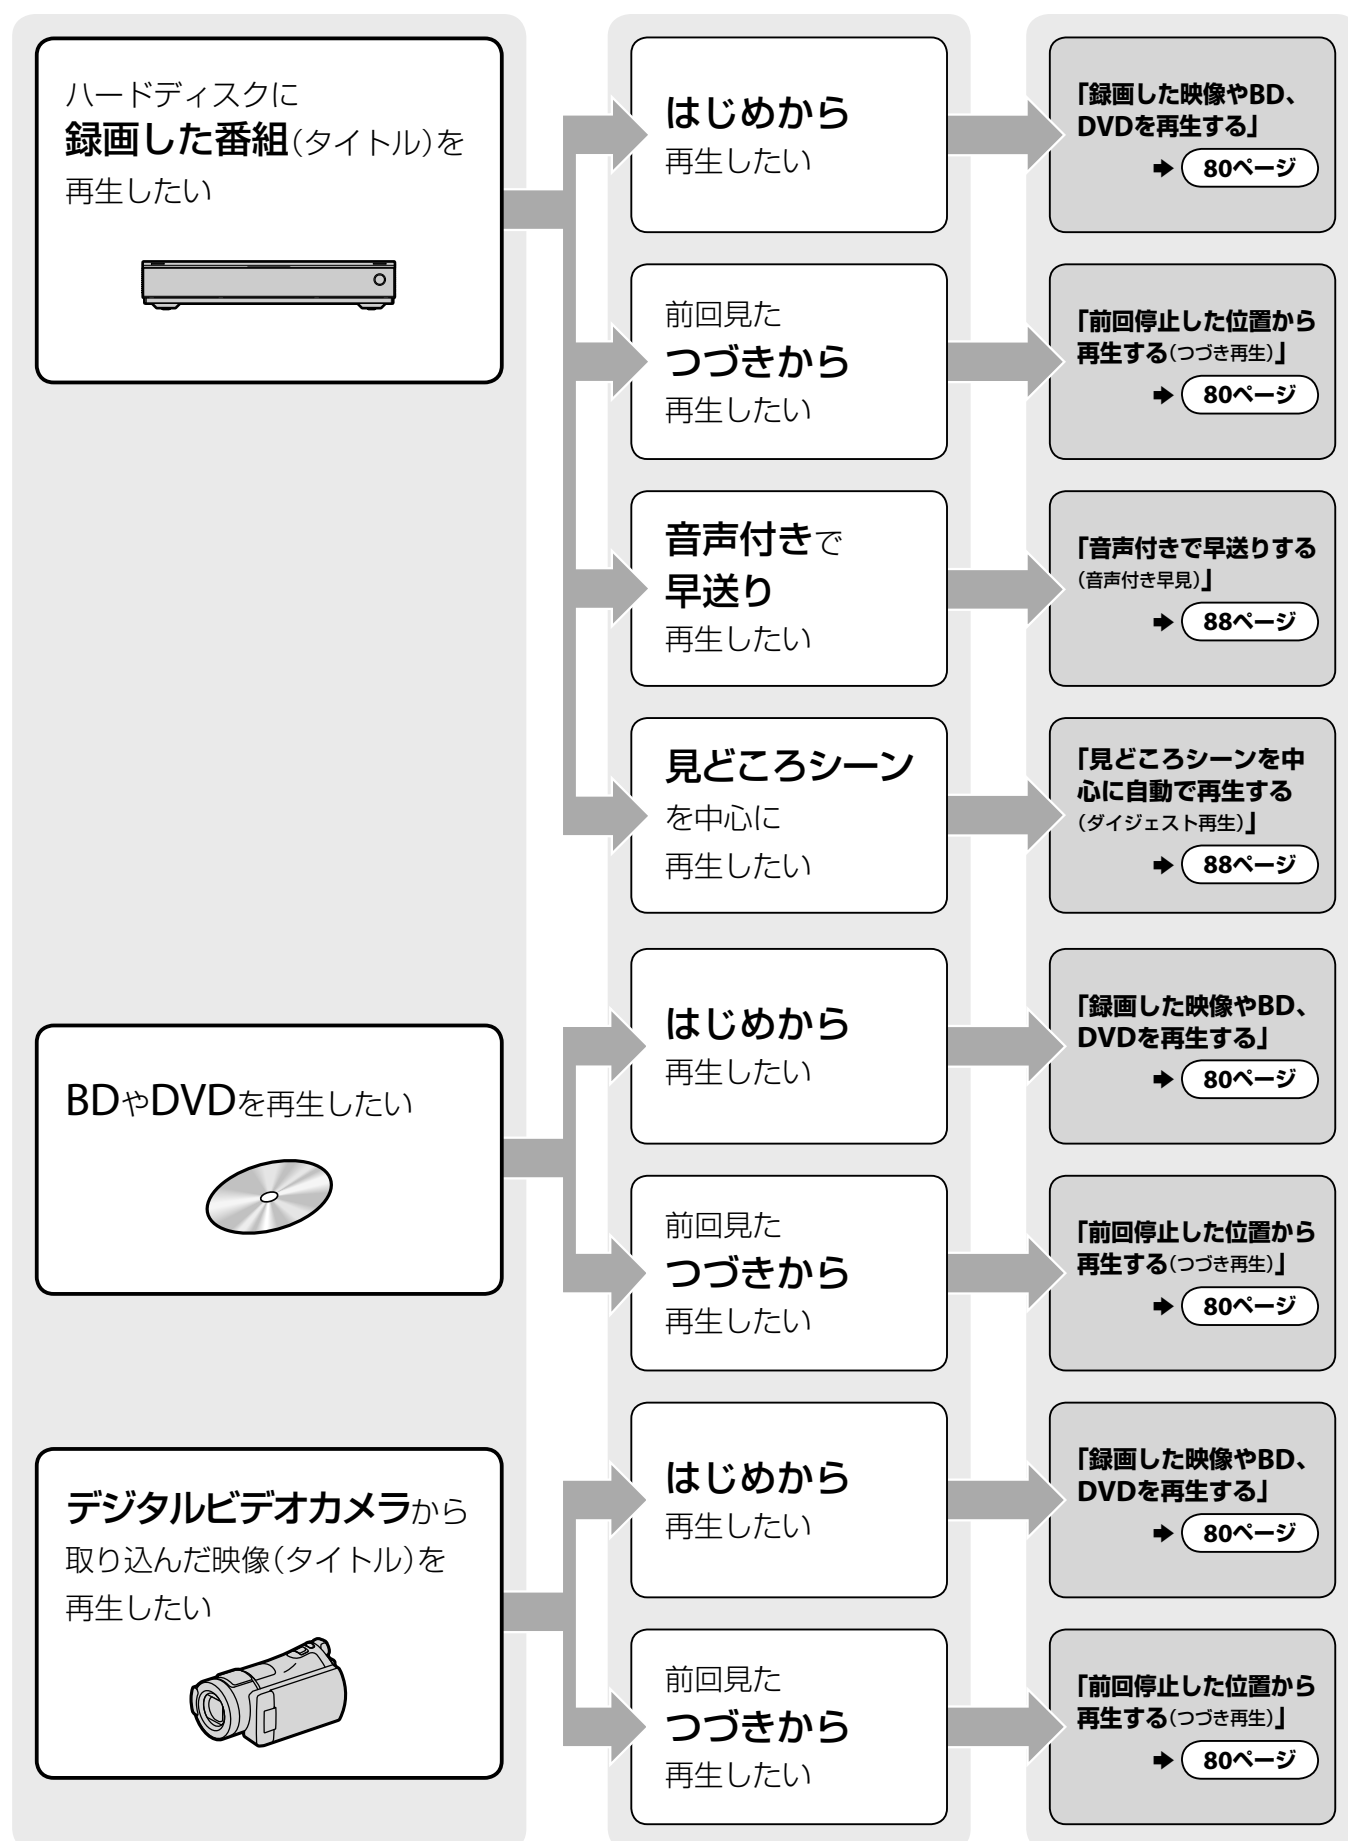 ハードディスクに
録画した番組(タイトル)を
再生したい
はじめから
再生したい
「録画した映像やBD、
DVDを再生する」
➡ 80ページ
前回見た
つづきから
再生したい
「前回停止した位置から
再生する(つづき再生)」
➡ 80ページ
音声付きで
早送り
再生したい
「音声付きで早送りする
(音声付き早見)」
➡ 88ページ
見どころシーン
を中心に
再生したい
「見どころシーンを中
心に自動で再生する
(ダイジェスト再生)」
➡ 88ページ
BDやDVDを再生したい
はじめから
再生したい
「録画した映像やBD、
DVDを再生する」
➡ 80ページ
前回見た
つづきから
再生したい
「前回停止した位置から
再生する(つづき再生)」
➡ 80ページ
デジタルビデオカメラから
取り込んだ映像(タイトル)を
再生したい
はじめから
再生したい
「録画した映像やBD、
DVDを再生する」
➡ 80ページ
前回見た
つづきから
再生したい
「前回停止した位置から
再生する(つづき再生)」
➡ 80ページ